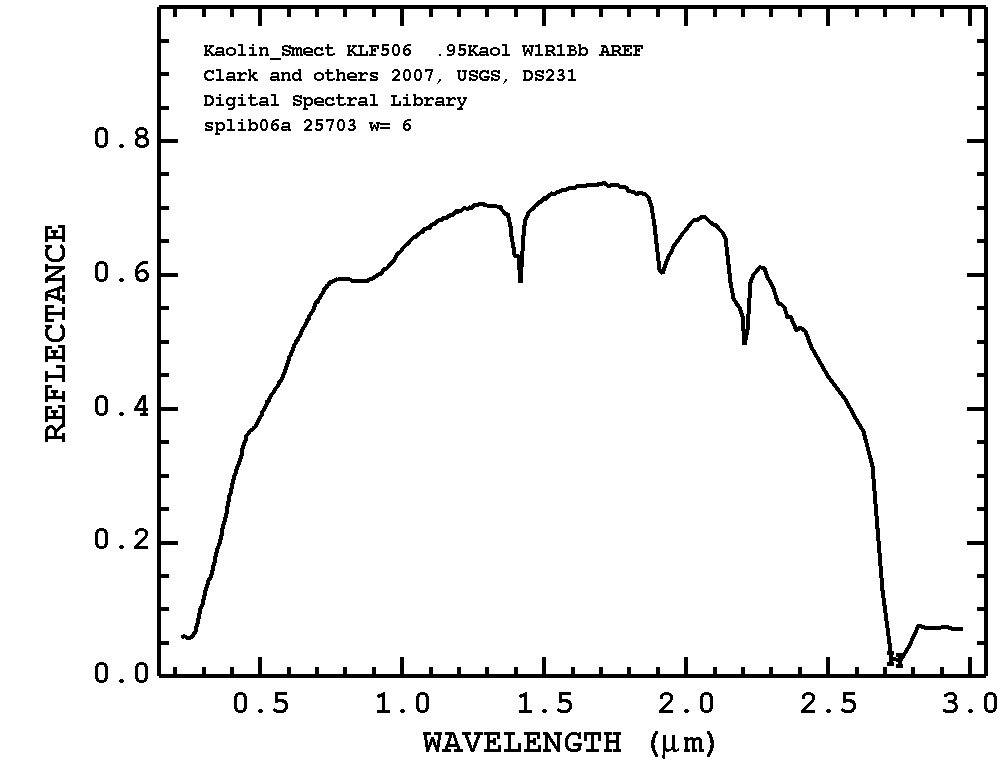 Kaolin_Smect KLF506 .95Kaol W1R1Bb AREF
Clark and others 2007, USGS, DS231
Digital Spectral Library
splib06a 25703 w= 6
REFLECTANCE
0.8
0.6
0.4
0.2
0.0
0.5 1.0 1.5 2.0 2.5 3.0
WAVELENGTH (μm)